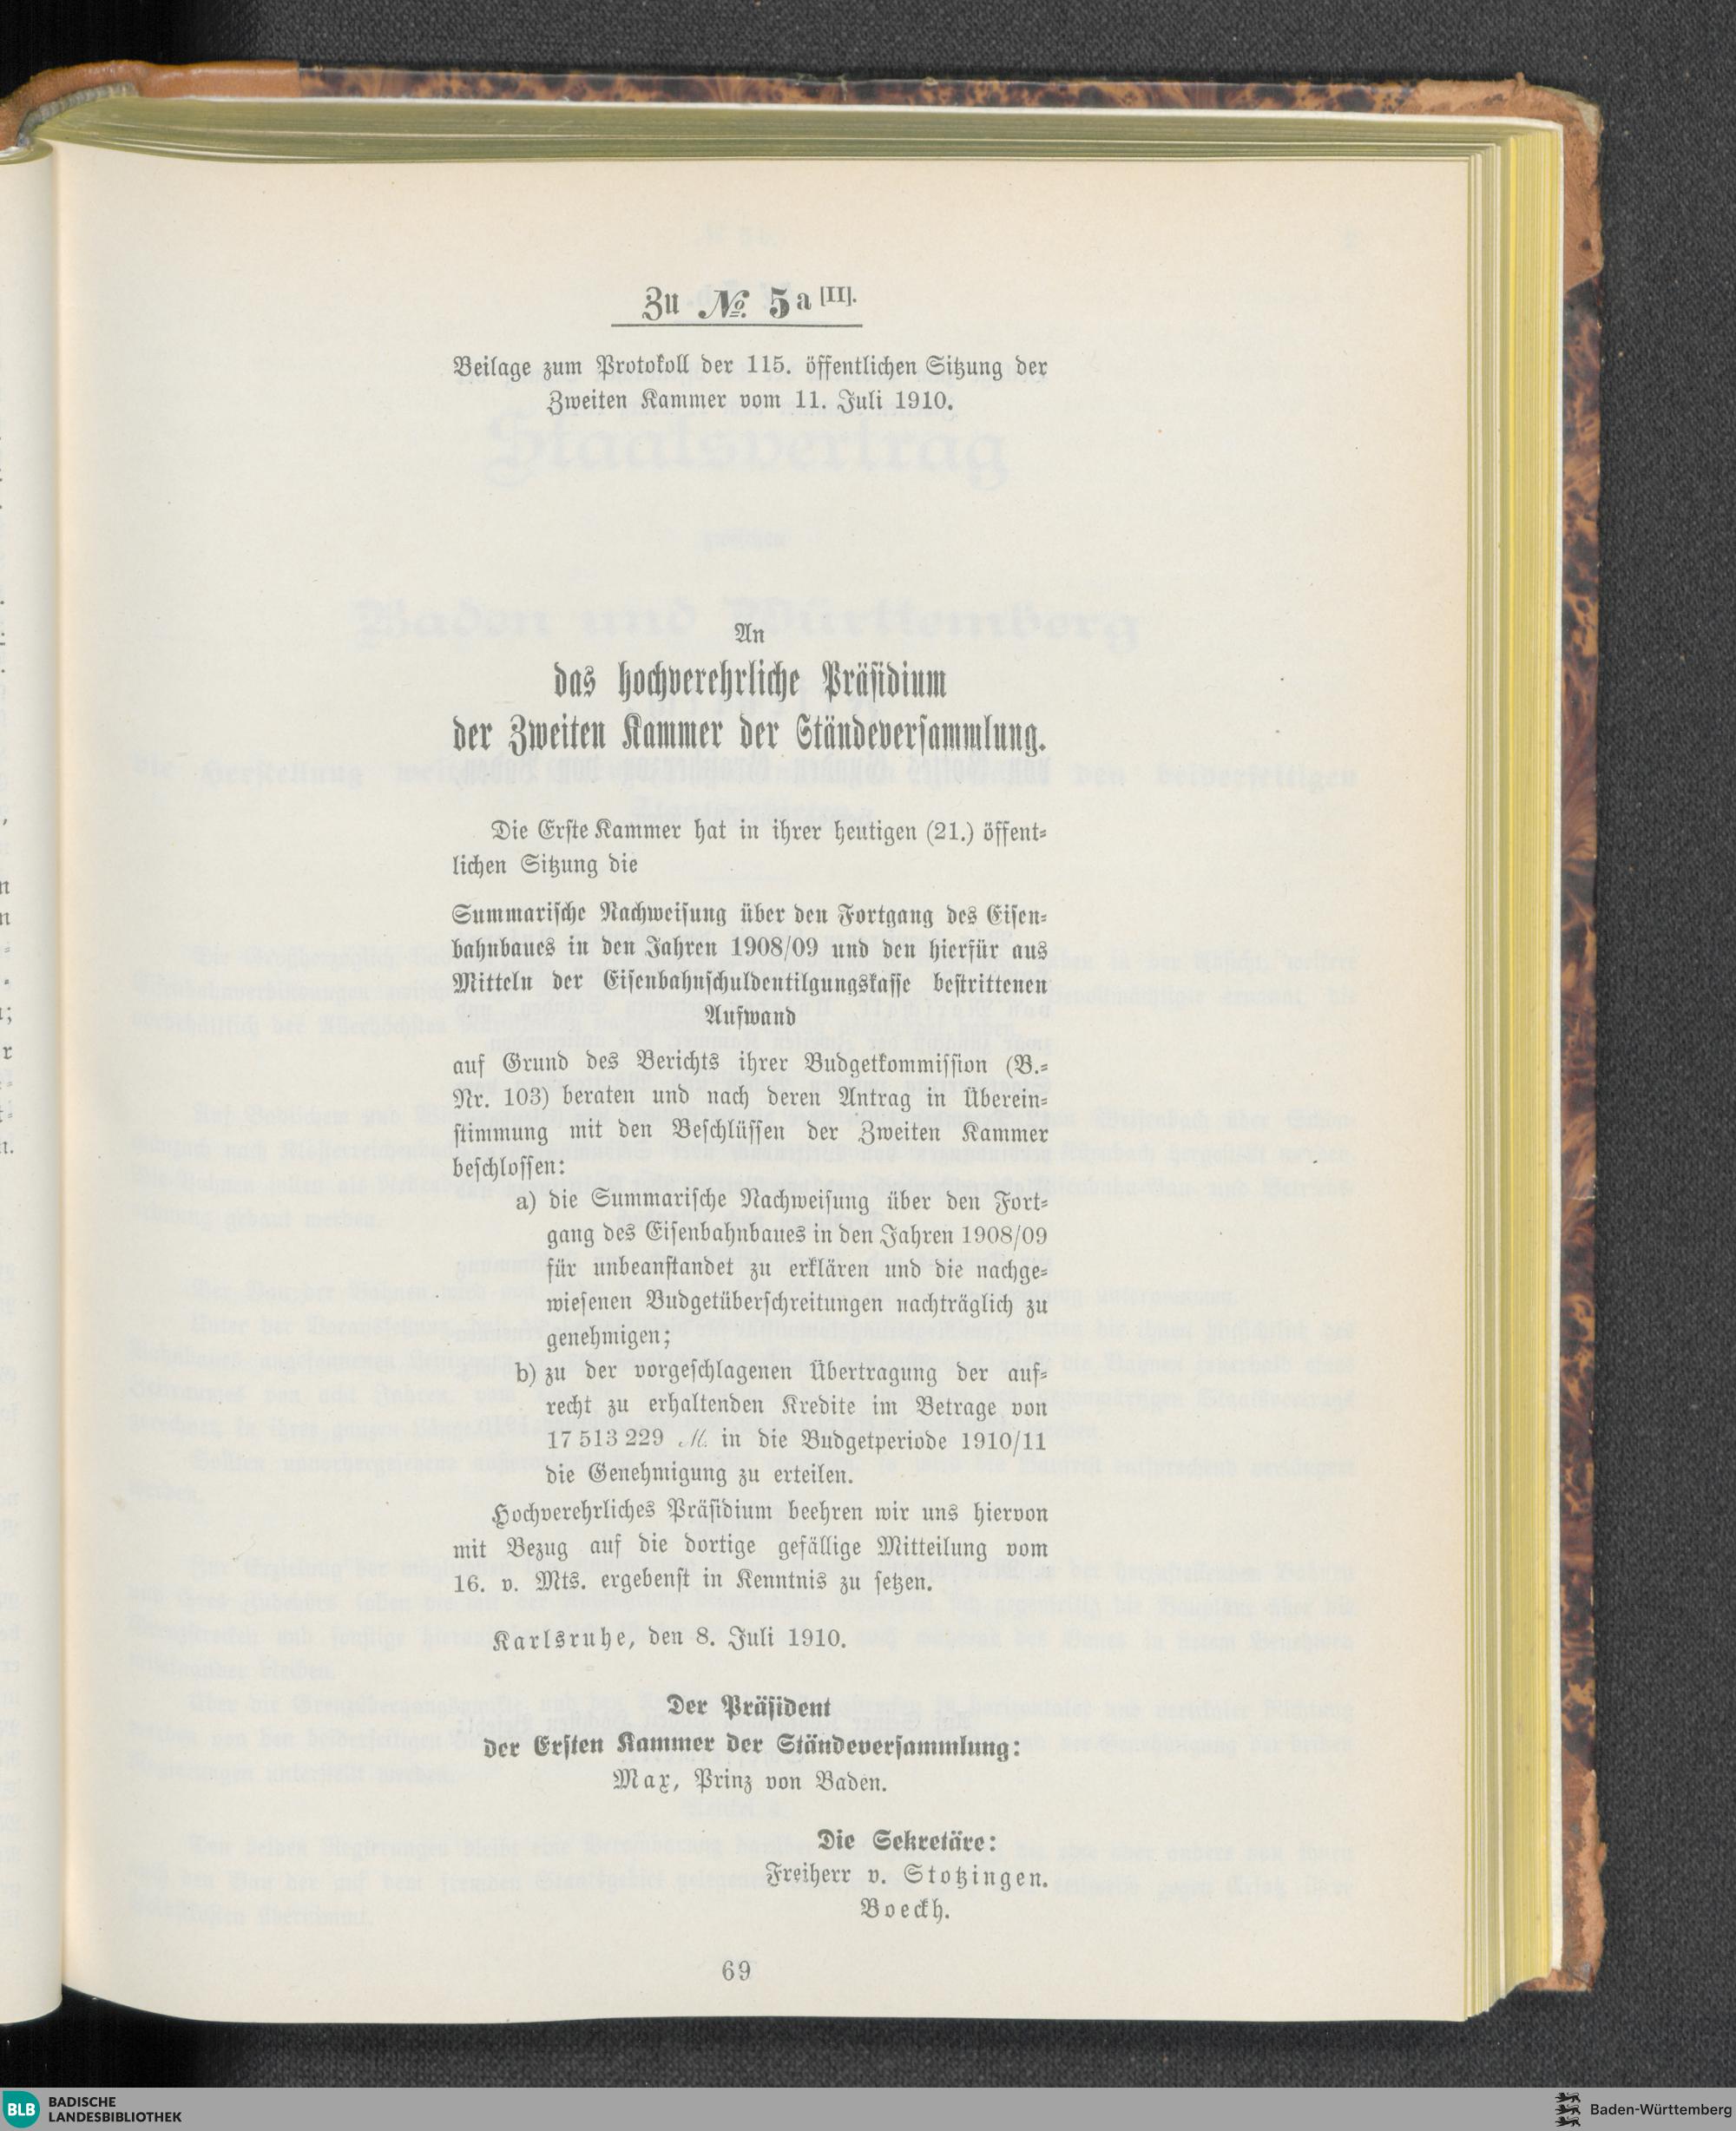 Zu № 5a [II].
Beilage zum Protokoll der 115. öffentlichen Sitzung der
Zweiten Kammer vom 11. Juli 1910.
An
das hochverehrliche Präsidium
der Zweiten Kammer der Ständeversammlung.
Die Erste Kammer hat in ihrer heutigen (21.) öffent-
lichen Sitzung die
Summarische Nachweisung über den Fortgang des Eisen-
bahnbaues in den Jahren 1908/09 und den hierfür aus
Mitteln der Eisenbahnschuldentilgungskasse bestrittenen
Aufwand
auf Grund des Berichts ihrer Budgetkommission (B.-
Nr. 103) beraten und nach deren Antrag in Überein-
stimmung mit den Beschlüssen der Zweiten Kammer
beschlossen:
a) die Summarische Nachweisung über den Fort-
gang des Eisenbahnbaues in den Jahren 1908/09
für unbeanstandet zu erklären und die nachge-
wiesenen Budgetüberschreitungen nachträglich zu
genehmigen;
b) zu der vorgeschlagenen Übertragung der auf-
recht zu erhaltenden Kredite im Betrage von
17 513 229 M. in die Budgetperiode 1910/11
die Genehmigung zu erteilen.
Hochverehrliches Präsidium beehren wir uns hiervon
mit Bezug auf die dortige gefällige Mitteilung vom
16. v. Mts. ergebenst in Kenntnis zu setzen.
Karlsruhe, den 8. Juli 1910.
Der Präsident
der Ersten Kammer der Ständeversammlung:
Max, Prinz von Baden.
Die Sekretäre:
Freiherr v. Stotzingen.
Boeckh.
69
BLB BADISCHE
LANDESBIBLIOTHEK
Baden-Württemberg